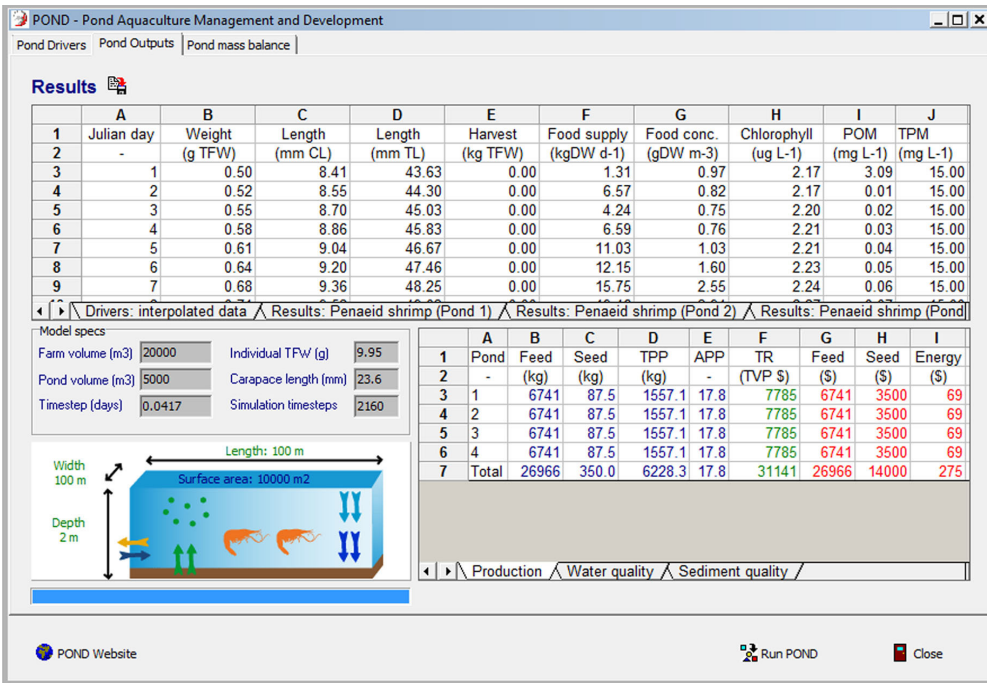 POND - Pond Aquaculture Management and Development
Pond Drivers Pond Outputs Pond mass balance
Results
A B C D E F G H I J
1 Julian day Weight Length Length Harvest Food supply Food conc. Chlorophyll POM TPM
2 - (g TFW) (mm CL) (mm TL) (kg TFW) (kgDW d-1) (gDW m-3) (ug L-1) (mg L-1) (mg L-1)
3 1 0.50 8.41 43.63 0.00 1.31 0.97 2.17 3.09 15.00
4 2 0.52 8.55 44.30 0.00 6.57 0.82 2.17 0.01 15.00
5 3 0.55 8.70 45.03 0.00 4.24 0.75 2.20 0.02 15.00
6 4 0.58 8.86 45.83 0.00 6.59 0.76 2.21 0.03 15.00
7 5 0.61 9.04 46.67 0.00 11.03 1.03 2.21 0.04 15.00
8 6 0.64 9.20 47.46 0.00 12.15 1.60 2.23 0.05 15.00
9 7 0.68 9.36 48.25 0.00 15.75 2.55 2.24 0.06 15.00
Drivers: interpolated data Results: Penaeid shrimp (Pond 1) Results: Penaeid shrimp (Pond 2) Results: Penaeid shrimp (Pond
Model specs
Farm volume (m3) 20000 Individual TFW (g) 9.95
Pond volume (m3) 5000 Carapace length (mm) 23.6
Timestep (days) 0.0417 Simulation timesteps 2160
Length: 100 m
Width
100 m
Surface area: 10000 m2
Depth
2 m
A B C D E F G H I
1 Pond Feed Seed TPP APP TR Feed Seed Energy
2 - (kg) (kg) (kg) - (TVP $) ($) ($) ($)
3 1 6741 87.5 1557.1 17.8 7785 6741 3500 69
4 2 6741 87.5 1557.1 17.8 7785 6741 3500 69
5 3 6741 87.5 1557.1 17.8 7785 6741 3500 69
6 4 6741 87.5 1557.1 17.8 7785 6741 3500 69
7 Total 26966 350.0 6228.3 17.8 31141 26966 14000 275
Production Water quality Sediment quality
POND Website Run POND Close